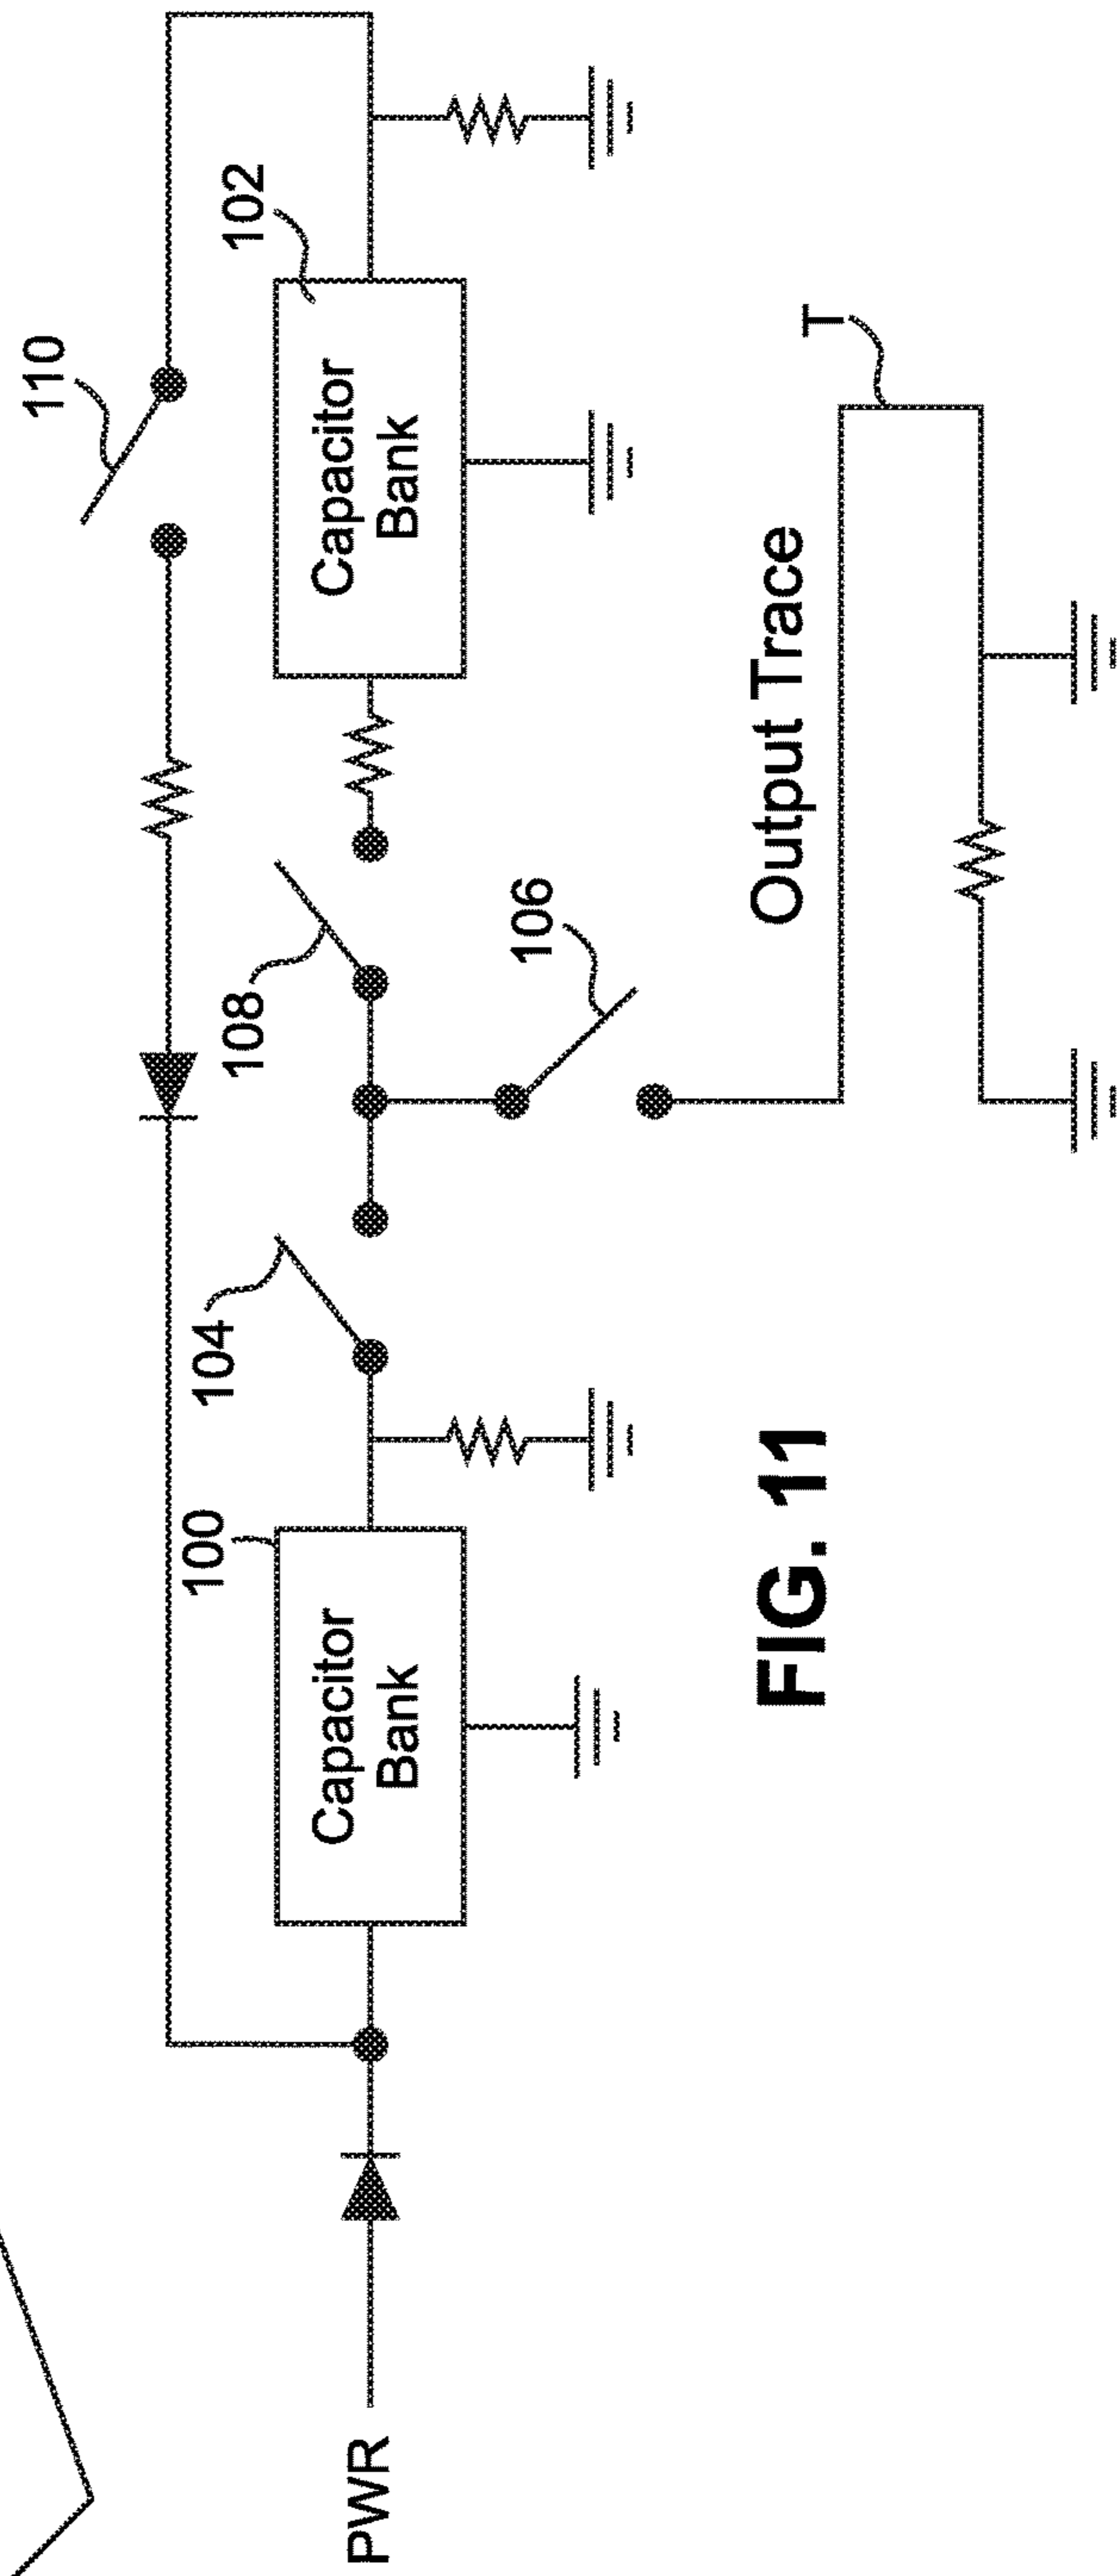 110
102
Capacitor
Bank
108
104
100
Capacitor
Bank
106
PWR
Output Trace
T
FIG. 11